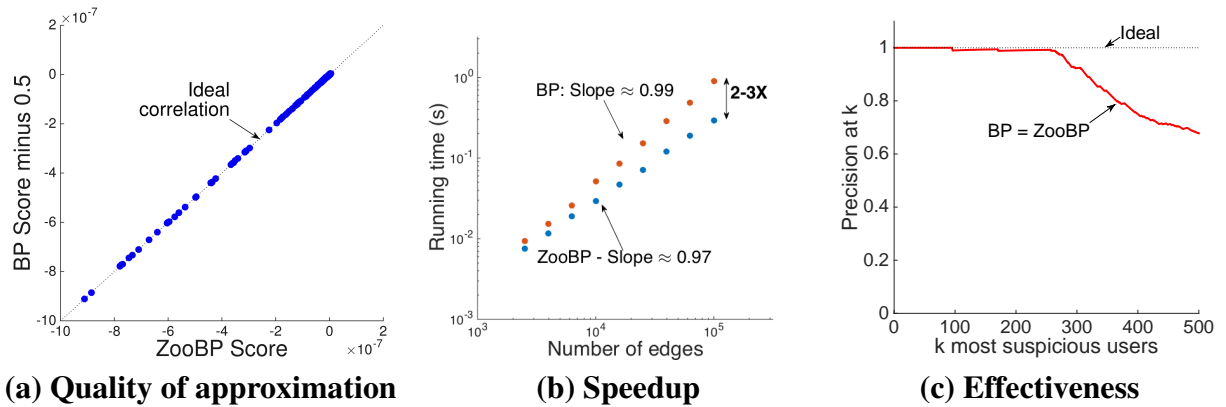 ×10⁻⁷
2
0
-2
-4
-6
-8
-10
-10
-8
-6
-4
-2
0
2
×10⁻⁷
BP Score minus 0.5
ZooBP Score
Ideal
correlation
(a) Quality of approximation
10⁰
10⁻¹
10⁻²
10⁻³
10³
10⁴
10⁵
Running time (s)
Number of edges
BP: Slope ≈ 0.99
2-3X
ZooBP - Slope ≈ 0.97
(b) Speedup
1
0.8
0.6
0.4
0.2
0
0
100
200
300
400
500
Precision at k
k most suspicious users
Ideal
BP = ZooBP
(c) Effectiveness